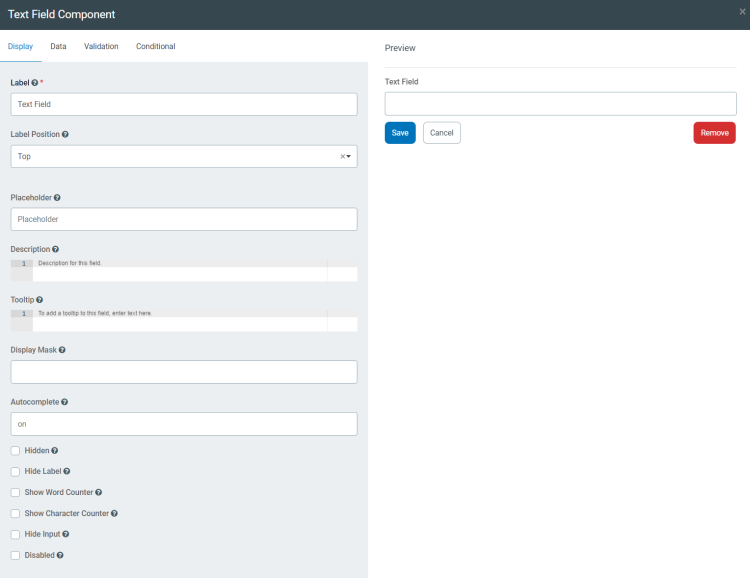 Text Field Component
×
Display Data Validation Conditional
Label *
Text Field
Label Position
Top ×
Placeholder
Placeholder
Description
1 Description for this field.
Tooltip
1 To add a tooltip to this field, enter text here.
Display Mask
Autocomplete
on
Hidden
Hide Label
Show Word Counter
Show Character Counter
Hide Input
Disabled
Preview
Text Field
Save Cancel Remove